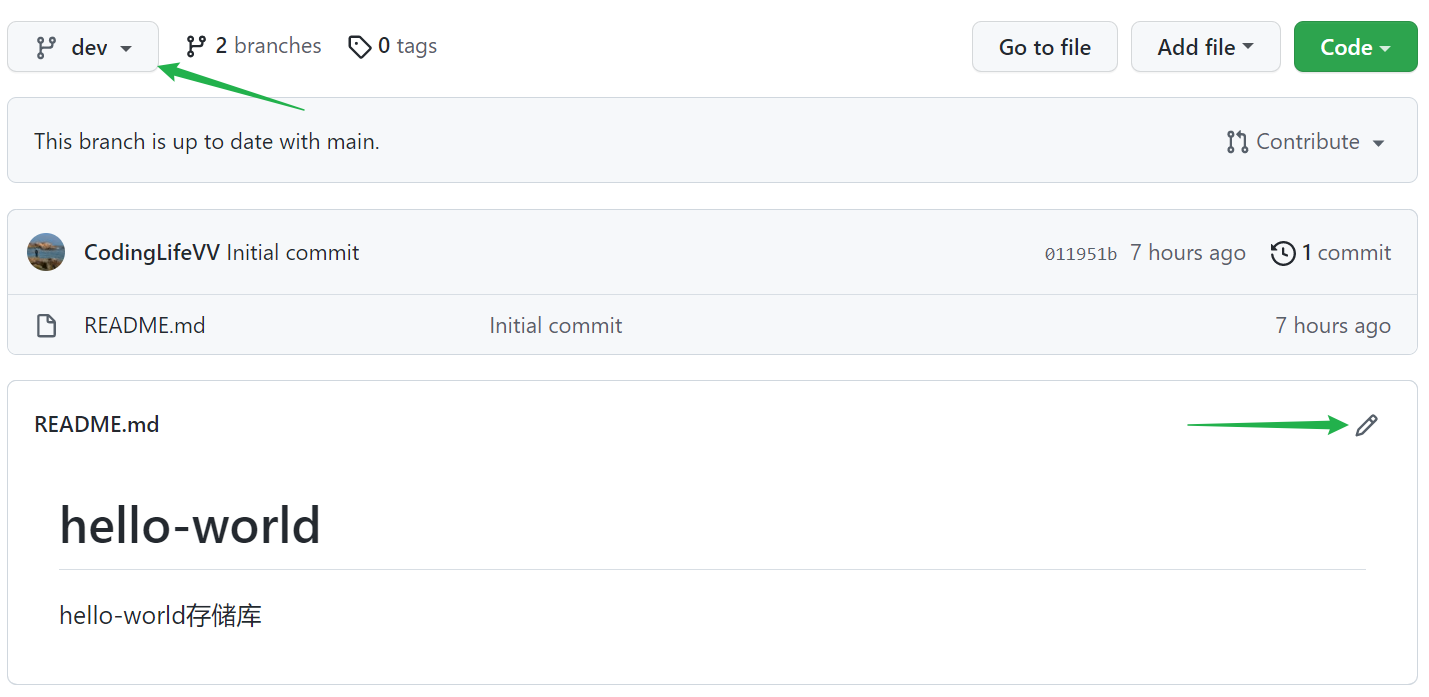 dev 2 branches 0 tags Go to file Add file Code
This branch is up to date with main. Contribute
CodingLifeVV Initial commit 011951b 7 hours ago 1 commit
README.md Initial commit 7 hours ago
README.md
hello-world
hello-world存储库